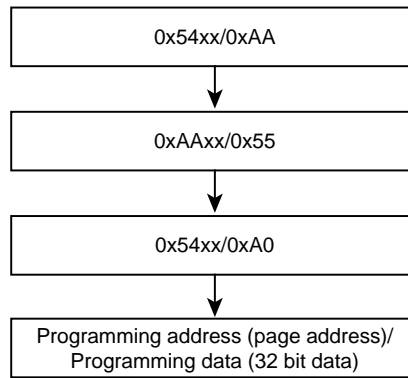 0x54xx/0xAA
0xAAxx/0x55
0x54xx/0xA0
Programming address (page address)/
Programming data (32 bit data)